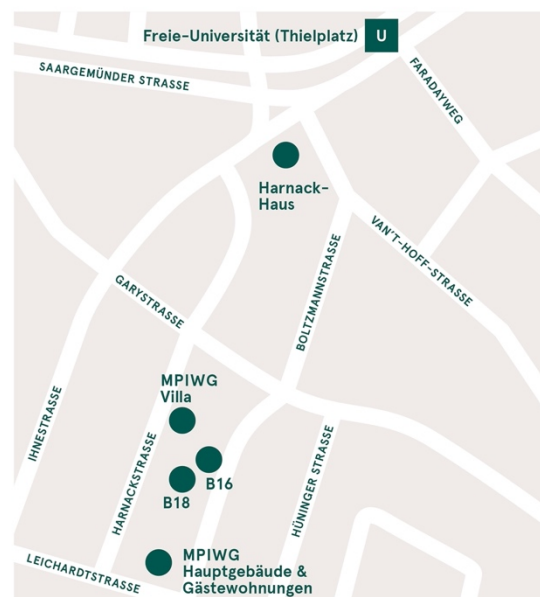 Freie-Universität (Thielplatz)
U
SAARGEMÜNDER STRASSE
FARADAYWEG
Harnack-
Haus
VAN'T-HOFF-STRASSE
BOLTZMANNSTRASSE
GARYSTRASSE
MPIWG
Villa
IHNESTRASSE
HARNACKSTRASSE
B16
B18
HÜNINGER STRASSE
MPIWG
Hauptgebäude &
Gästewohnungen
LEICHARDTSTRASSE